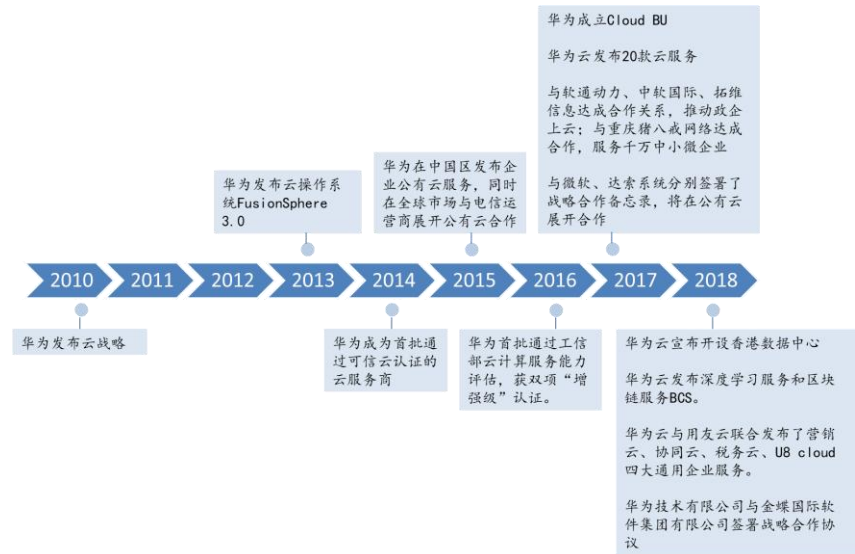 华为成立Cloud BU
华为云发布20款云服务
与软通动力、中软国际、拓维
信息达成合作关系，推动政企
上云；与重庆猪八戒网络达成
合作，服务千万中小微企业
与微软、达索系统分别签署了
战略合作备忘录，将在公有云
展开合作
华为在中国区发布企
业公有云服务，同时
在全球市场与电信运
营商展开公有云合作
华为发布云操作系
统FusionSphere
3.0
2010 2011 2012 2013 2014 2015 2016 2017 2018
华为发布云战略
华为成为首批通
过可信云认证的
云服务商
华为首批通过工信
部云计算服务能力
评估，获双项“增
强级”认证。
华为云宣布开设香港数据中心
华为云发布深度学习服务和区块
链服务BCS。
华为云与用友云联合发布了营销
云、协同云、税务云、U8 cloud
四大通用企业服务。
华为技术有限公司与金蝶国际软
件集团有限公司签署战略合作协
议